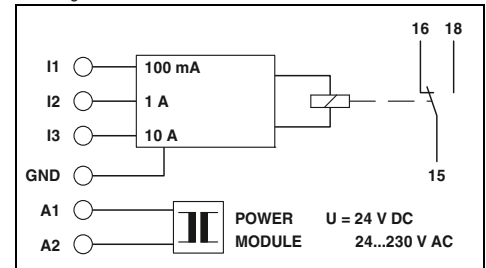 16 18
I1 100 mA
I2 1 A
I3 10 A
GND
15
A1
A2
POWER U = 24 V DC
MODULE 24...230 V AC